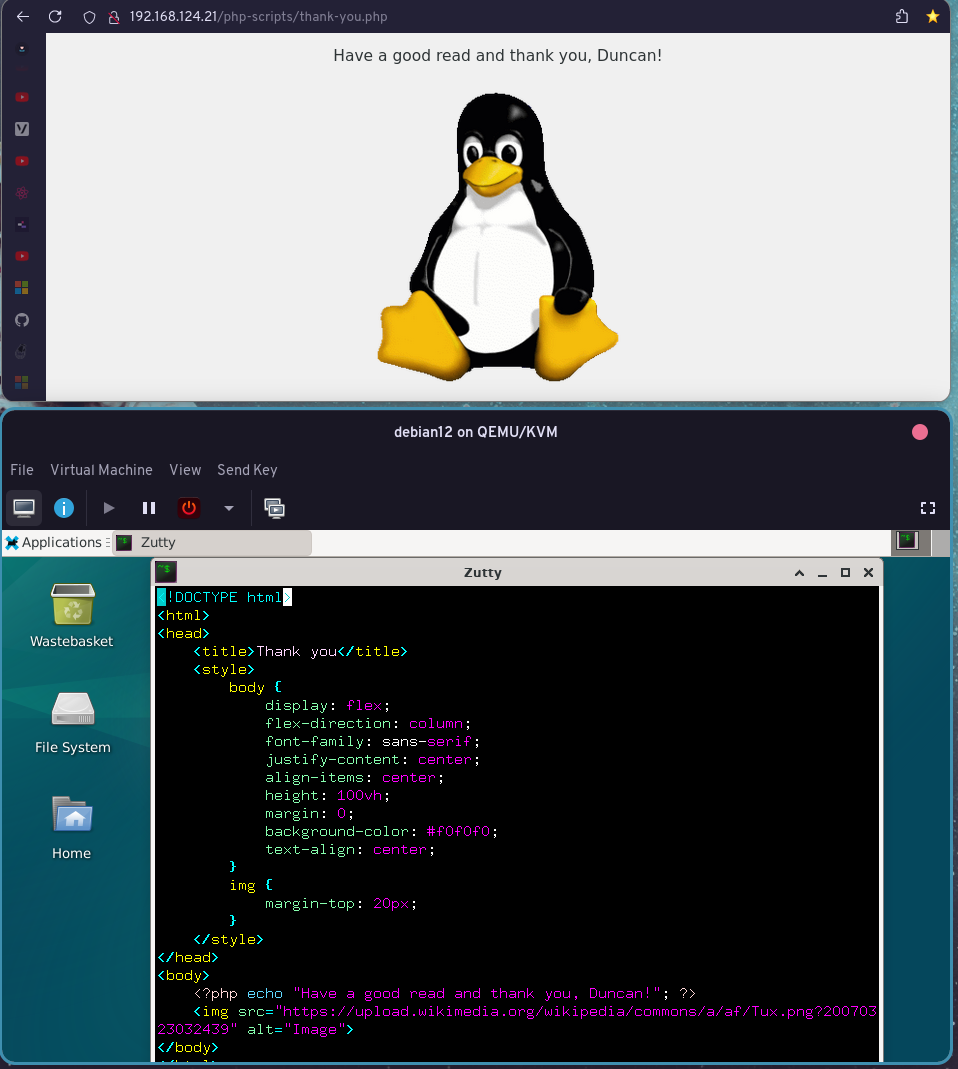 192.168.124.21/php-scripts/thank-you.php
Have a good read and thank you, Duncan!
debian12 on QEMU/KVM
File Virtual Machine View Send Key
Applications Zutty
Zutty
Wastebasket
File System
Home
<!DOCTYPE html>
<html>
<head>
    <title>Thank you</title>
    <style>
        body {
            display: flex;
            flex-direction: column;
            font-family: sans-serif;
            justify-content: center;
            align-items: center;
            height: 100vh;
            margin: 0;
            background-color: #f0f0f0;
            text-align: center;
        }
        img {
            margin-top: 20px;
        }
    </style>
</head>
<body>
    <?php echo "Have a good read and thank you, Duncan!"; ?>
    <img src="https://upload.wikimedia.org/wikipedia/commons/a/af/Tux.png?200703
23032439" alt="Image">
</body>